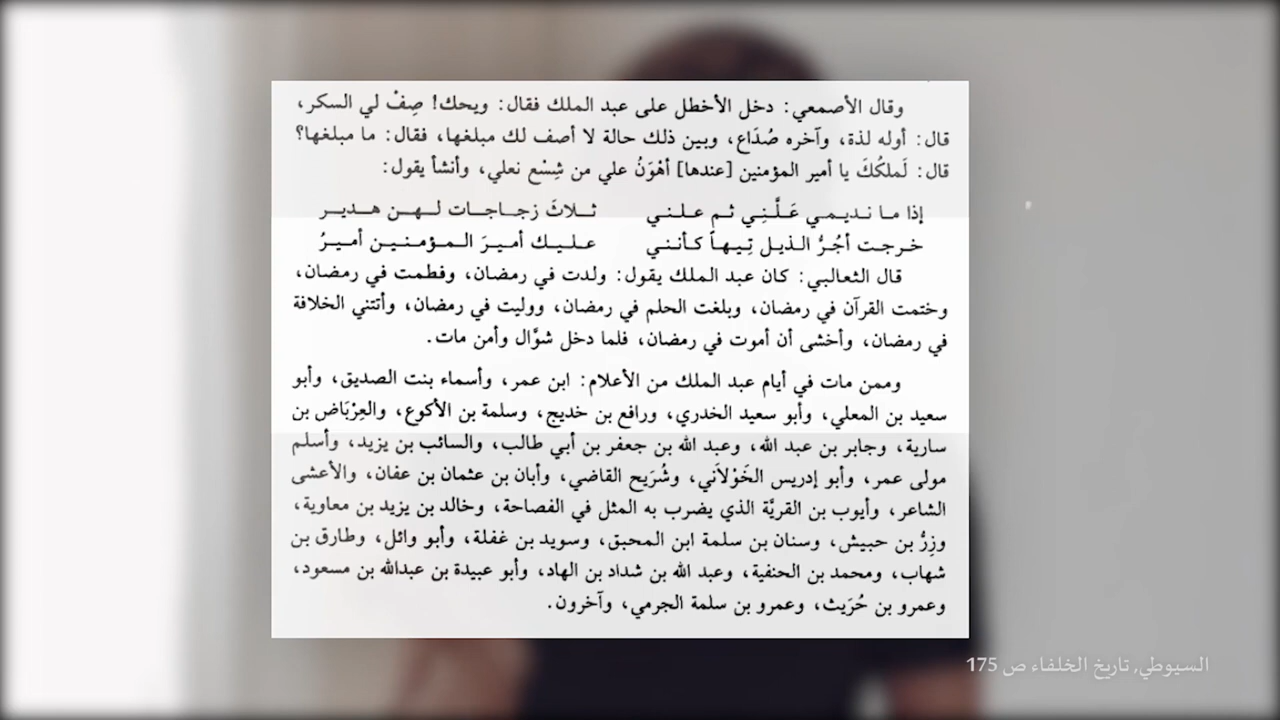 وقال الأصمعي: دخل الأخطل على عبد الملك فقال: ويحك! صِفْ لي السكر،
قال: أوله لذة، وآخره صُدَاع، وبين ذلك حالة لا أصف لك مبلغها، فقال: ما مبلغها؟
قال: لَملكُكَ يا أمير المؤمنين [عندها] أهْوَنُ علي من شِسْع نعلي، وأنشأ يقول:
إذا ما نديمي عَلَّنِي ثم علني ثلاثَ زجاجات لهن هدير
خرجت أجُرُّ الذيل تِيهاً كأنني عليك أميرَ المؤمنين أميرُ
قال الثعالبي: كان عبد الملك يقول: ولدت في رمضان، وفطمت في رمضان،
وختمت القرآن في رمضان، وبلغت الحلم في رمضان، ووليت في رمضان، وأتتني الخلافة
في رمضان، وأخشى أن أموت في رمضان، فلما دخل شوَّال وأمن مات.
وممن مات في أيام عبد الملك من الأعلام: ابن عمر، وأسماء بنت الصديق، وأبو
سعيد بن المعلي، وأبو سعيد الخدري، ورافع بن خديج، وسلمة بن الأكوع، والعِرْبَاض بن
سارية، وجابر بن عبد الله، وعبد الله بن جعفر بن أبي طالب، والسائب بن يزيد، وأسلم
مولى عمر، وأبو إدريس الخَوْلاَني، وشُرَيح القاضي، وأبان بن عثمان بن عفان، والأعشى
الشاعر، وأيوب بن القريَّة الذي يضرب به المثل في الفصاحة، وخالد بن يزيد بن معاوية،
وزِرُّ بن حبيش، وسنان بن سلمة ابن المحبق، وسويد بن غفلة، وأبو وائل، وطارق بن
شهاب، ومحمد بن الحنفية، وعبد الله بن شداد بن الهاد، وأبو عبيدة بن عبدالله بن مسعود،
وعمرو بن حُرَيث، وعمرو بن سلمة الجرمي، وآخرون.
السيوطي, تاريخ الخلفاء ص 175